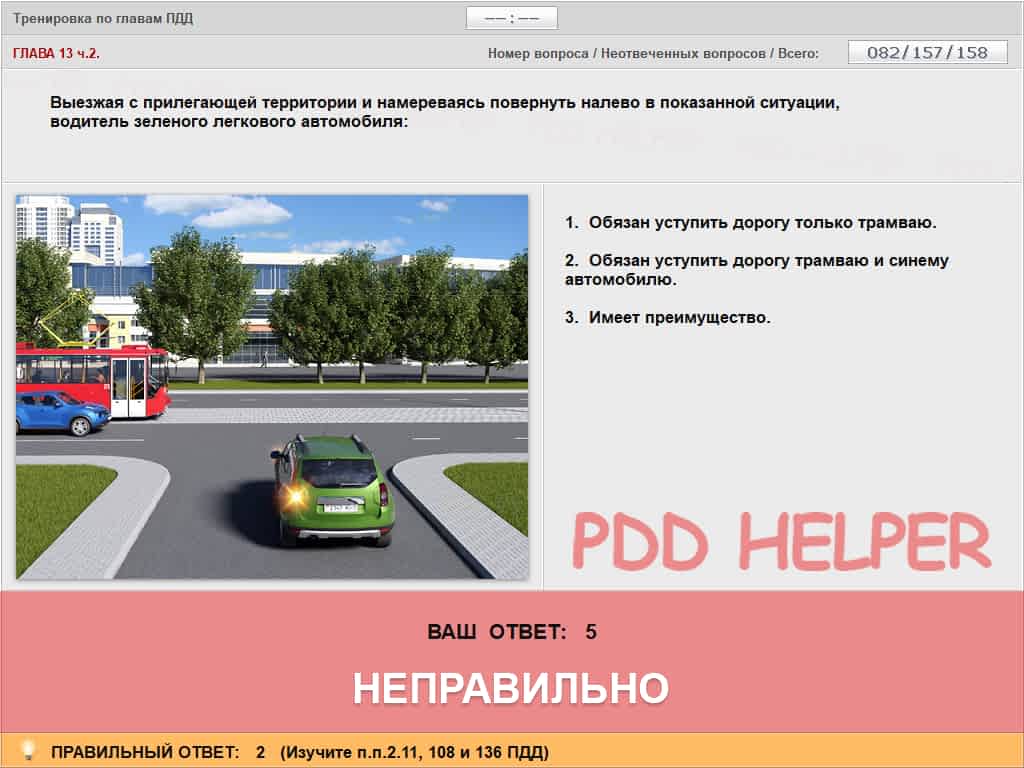 Тренировка по главам ПДД
–– : ––
ГЛАВА 13 ч.2.
Номер вопроса / Неотвеченных вопросов / Всего:
082/157/158
Выезжая с прилегающей территории и намереваясь повернуть налево в показанной ситуации,
водитель зеленого легкового автомобиля:
1. Обязан уступить дорогу только трамваю.
2. Обязан уступить дорогу трамваю и синему
автомобилю.
3. Имеет преимущество.
PDD HELPER
ВАШ ОТВЕТ: 5
НЕПРАВИЛЬНО
ПРАВИЛЬНЫЙ ОТВЕТ: 2 (Изучите п.п.2.11, 108 и 136 ПДД)